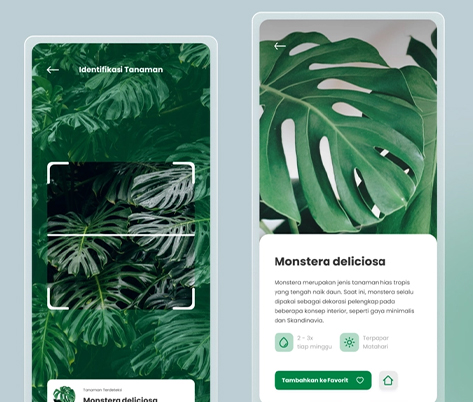 Identifikasi Tanaman
Tanaman Terdeteksi
Monstera deliciosa
Monstera deliciosa
Monstera merupakan jenis tanaman hias tropis
yang tengah naik daun. Saat ini, monstera selalu
dipakai sebagai dekorasi pelengkap pada
beberapa konsep interior, seperti gaya minimalis
dan Skandinavia.
2 - 3x
tiap minggu
Terpapar
Matahari
Tambahkan ke Favorit